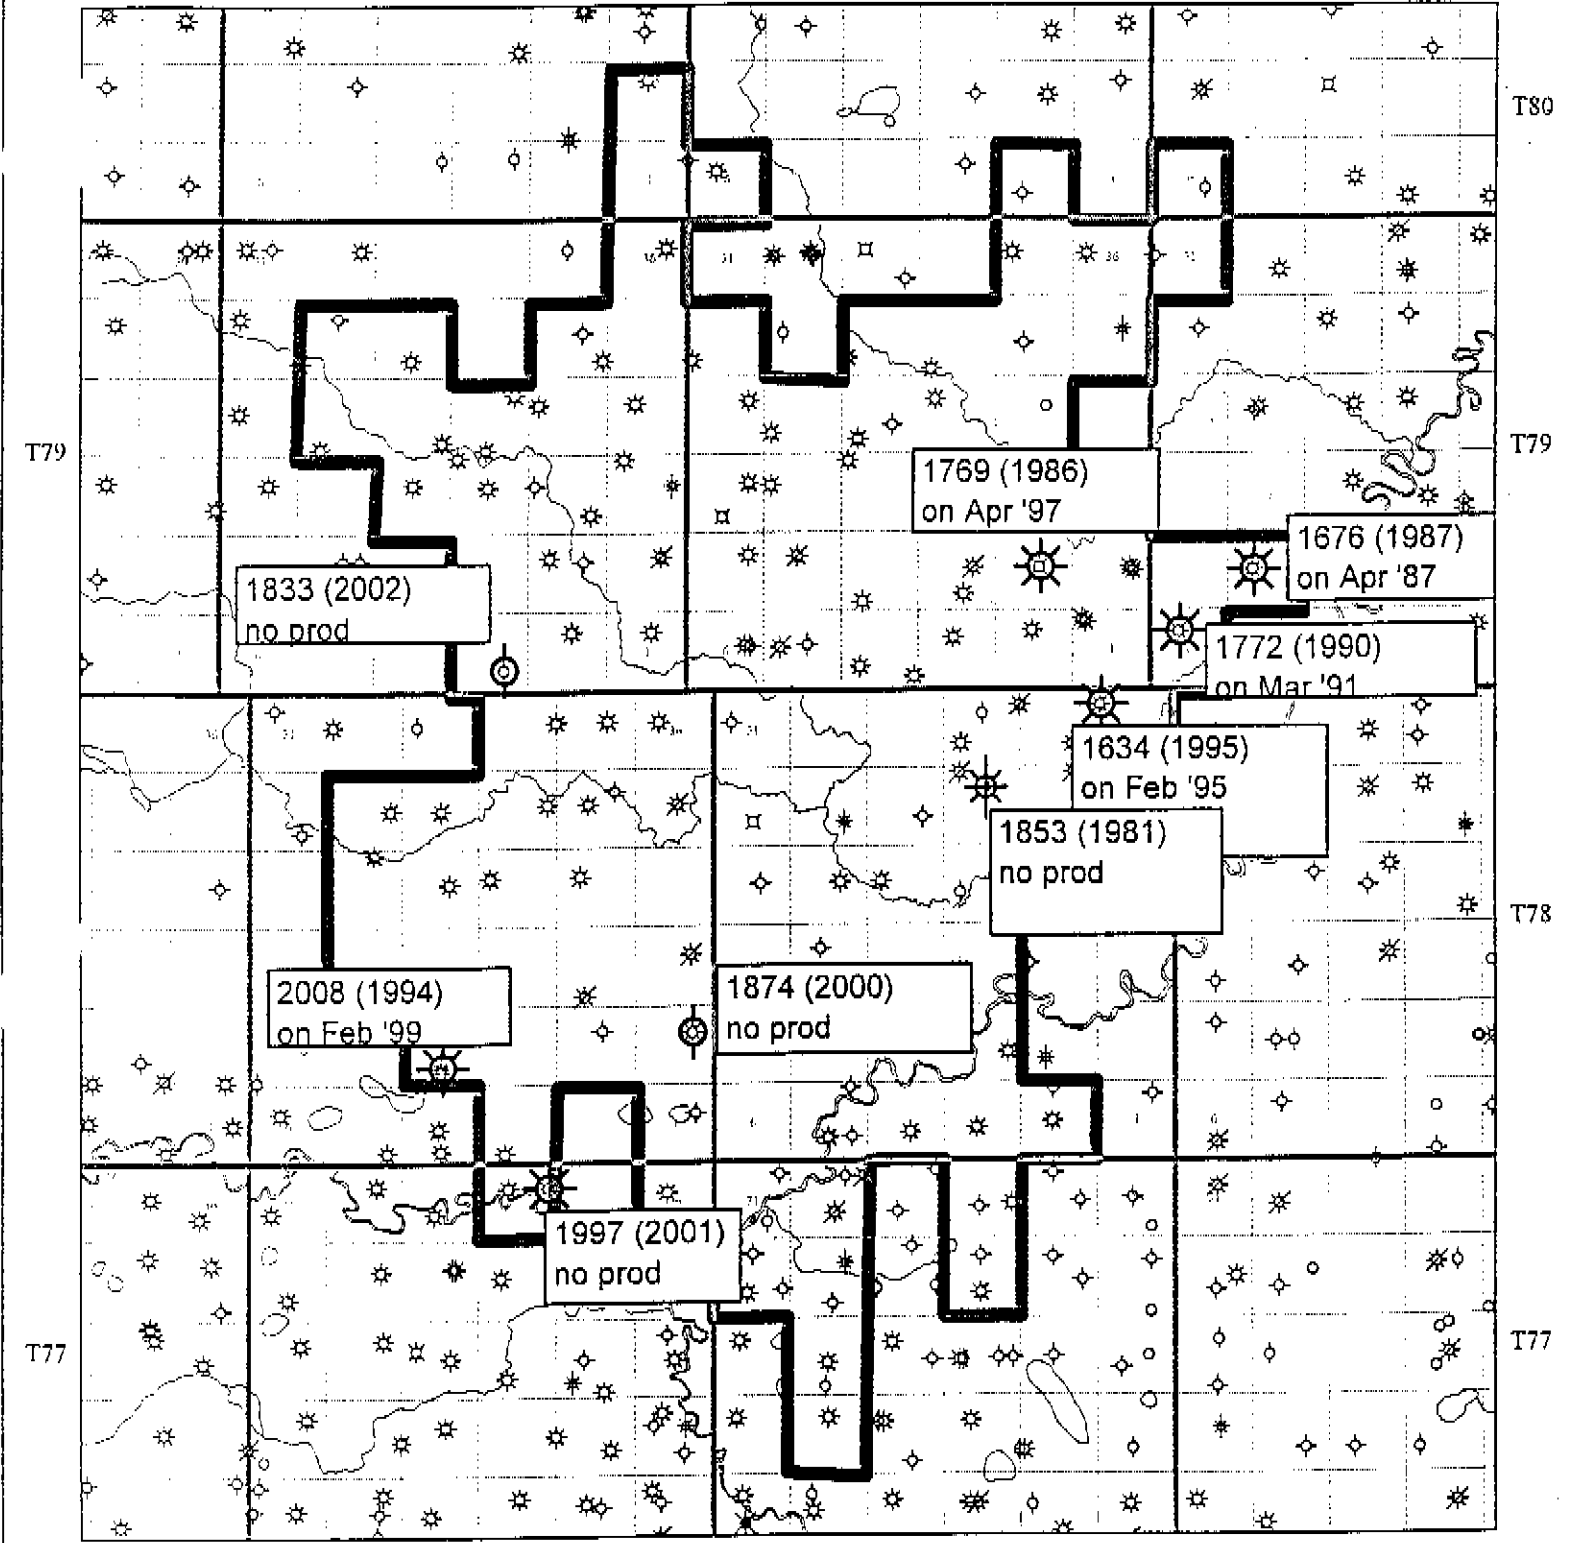 T80
T79
T79
1769 (1986)
on Apr '97
1676 (1987)
on Apr '87
1833 (2002)
no prod
1772 (1990)
on Mar '91
1634 (1995)
on Feb '95
1853 (1981)
no prod
T78
2008 (1994)
on Feb '99
1874 (2000)
no prod
1997 (2001)
no prod
T77
T77